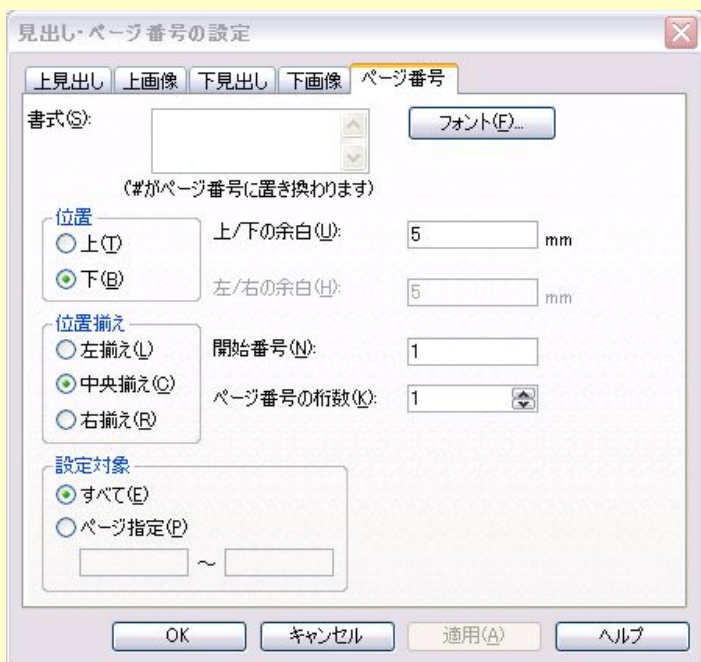 見出し・ページ番号の設定
上見出し 上画像 下見出し 下画像 ページ番号
書式(S):
フォント(F)...
(#がページ番号に置き換わります)
位置
上(T)
下(B)
上/下の余白(U): 5 mm
左/右の余白(H): 5 mm
位置揃え
左揃え(L)
中央揃え(C)
右揃え(R)
開始番号(N): 1
ページ番号の桁数(K): 1
設定対象
すべて(E)
ページ指定(P)
～
OK キャンセル 適用(A) ヘルプ